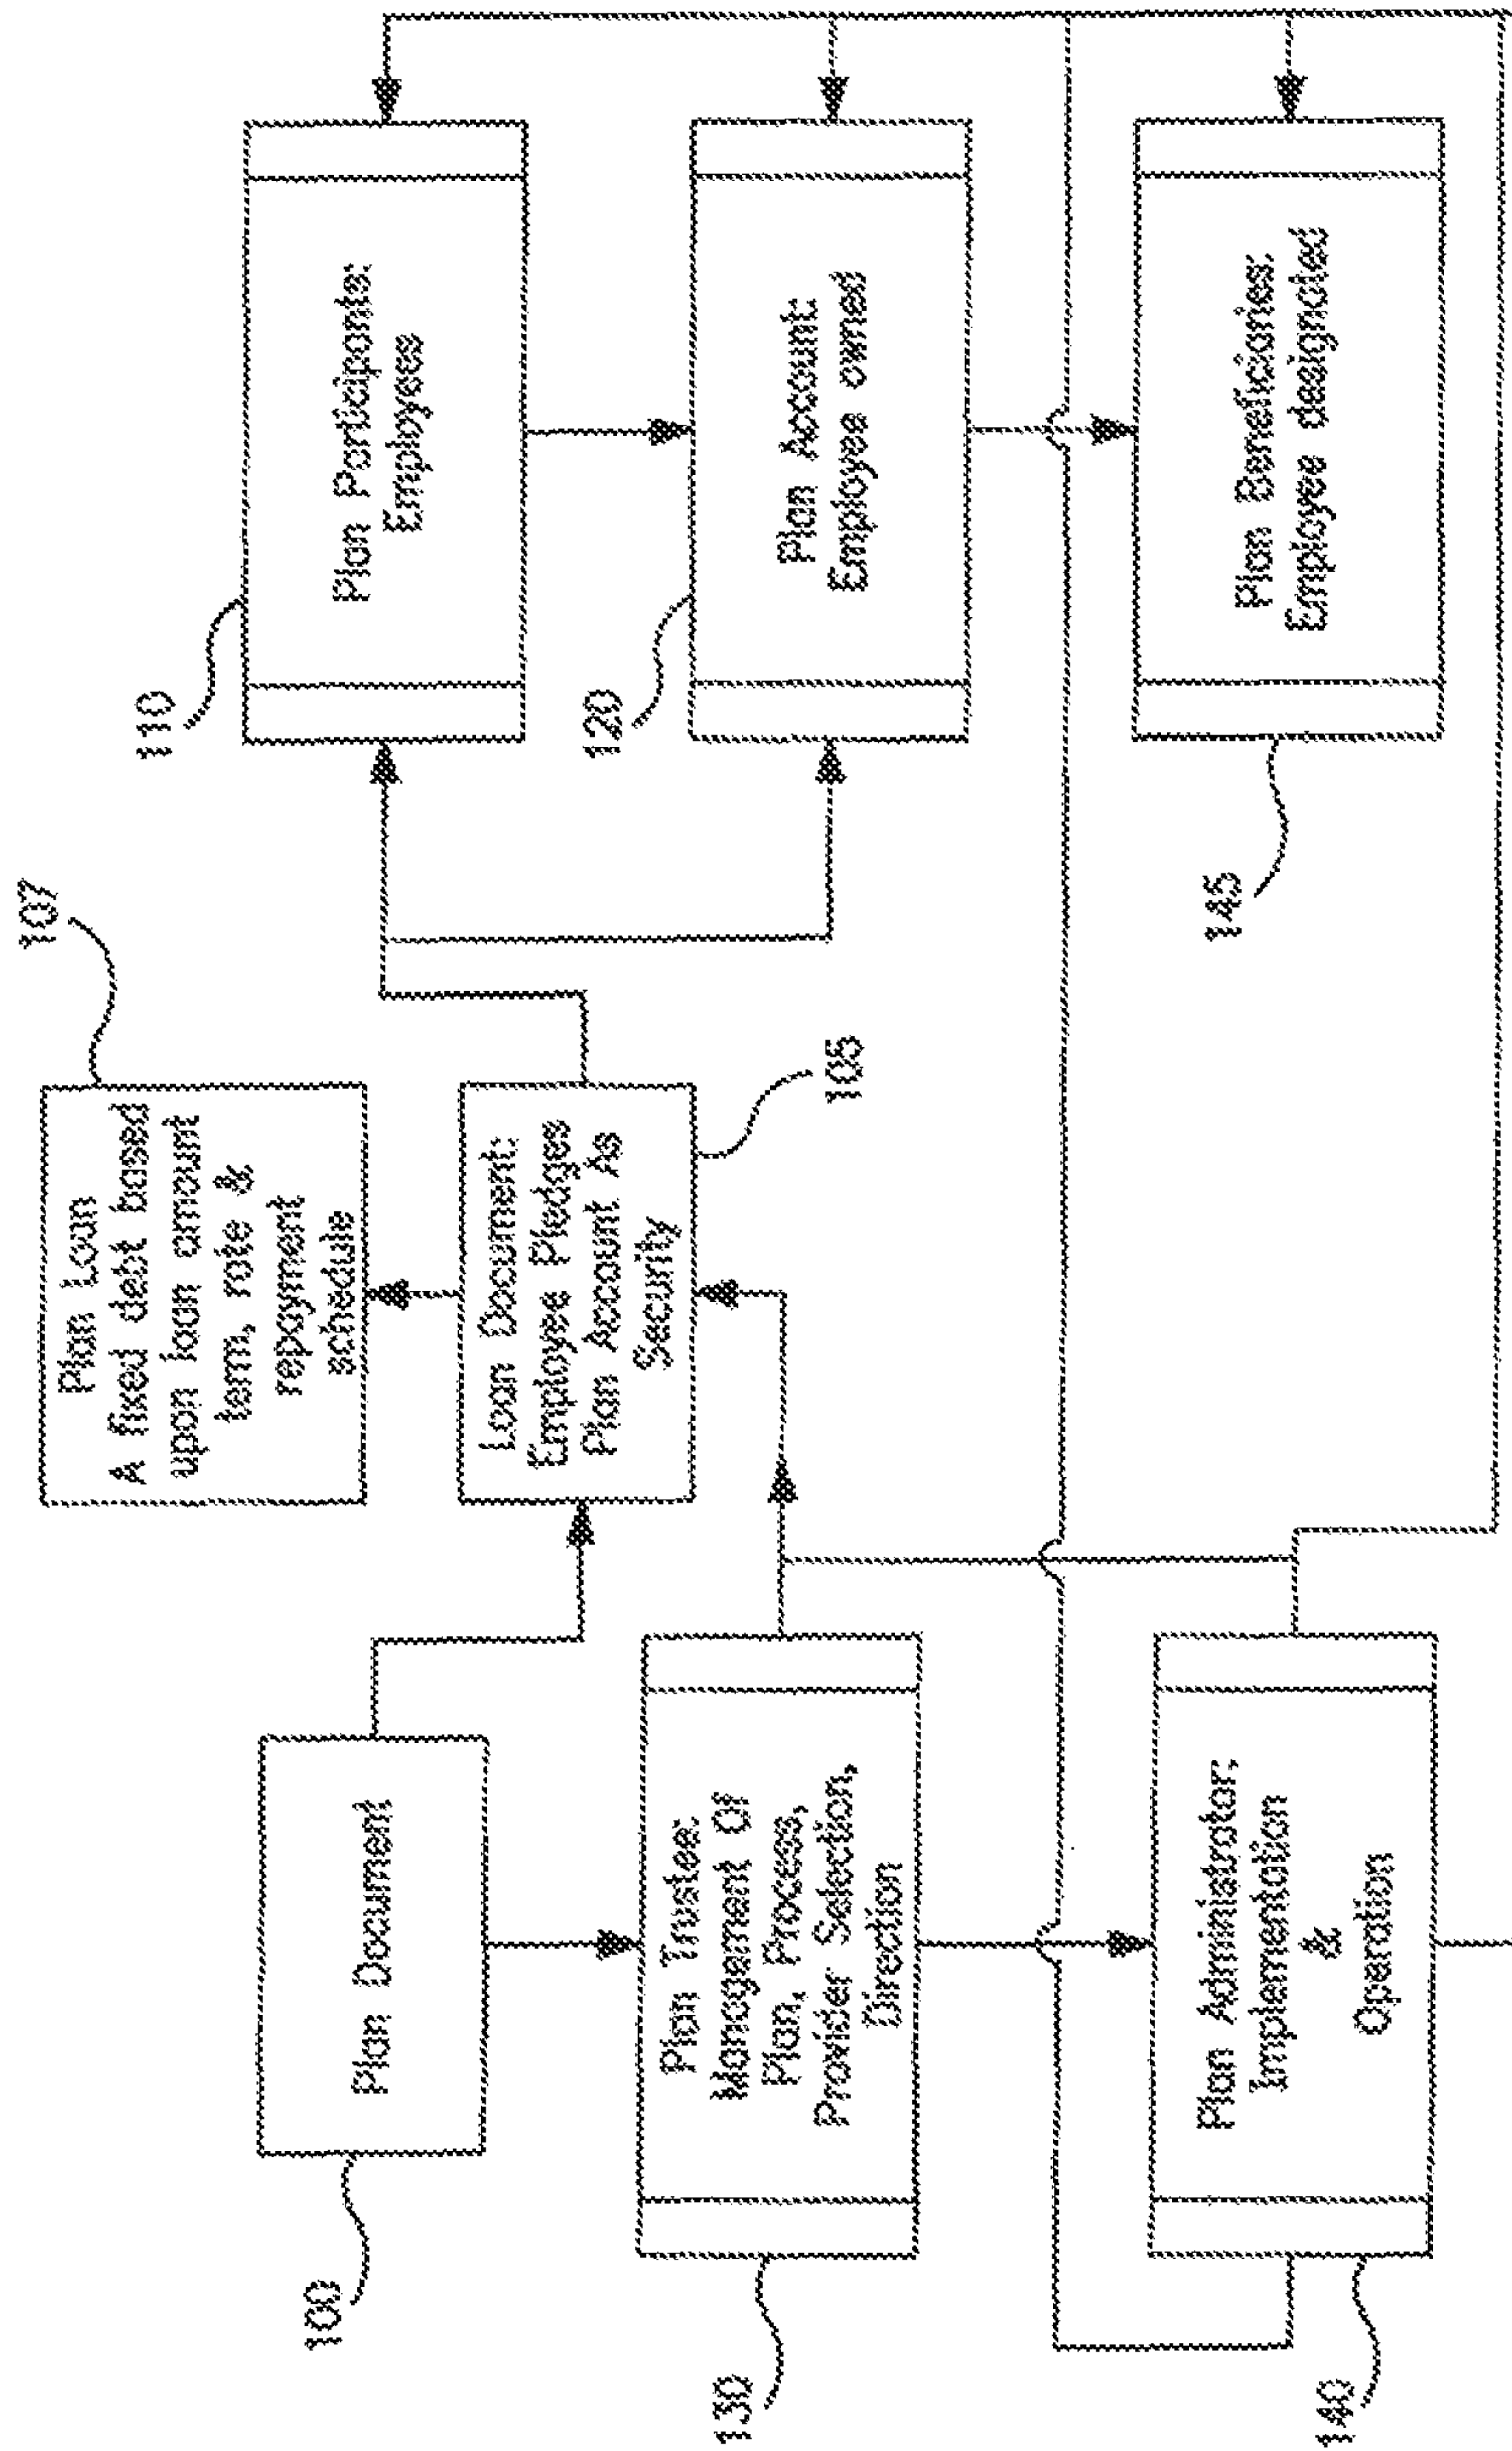 107
Plan Loan
A fixed debt based
upon loan amount
term, rate &
repayment
schedule
100
Plan Document
Loan Document:
Employee Pledges
Plan Account As
Security
105
110
Plan Participants:
Employees
130
Plan Trustee:
Management Of
Plan, Process,
Provider Selection,
Direction
120
Plan Account:
Employee owned
140
Plan Administrator:
Implementation
&
Operation
145
Plan Beneficiaries:
Employee designated